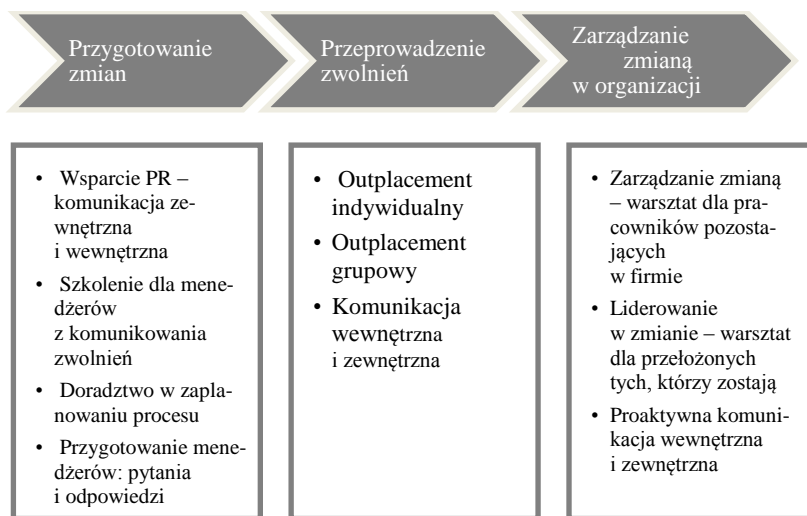 Przygotowanie
zmian
Przeprowadzenie
zwolnień
Zarządzanie
zmianą
w organizacji
• Wsparcie PR –
komunikacja ze-
wnętrzna
i wewnętrzna
• Szkolenie dla mene-
dżerów
z komunikowania
zwolnień
• Doradztwo w zapla-
nowaniu procesu
• Przygotowanie mene-
dżerów: pytania
i odpowiedzi
• Outplacement
indywidualny
• Outplacement
grupowy
• Komunikacja
wewnętrzna
i zewnętrzna
• Zarządzanie zmianą
– warsztat dla pra-
cowników pozosta-
jących
w firmie
• Liderowanie
w zmianie – warsztat
dla przełożonych
tych, którzy zostają
• Proaktywna komuni-
kacja wewnętrzna
i zewnętrzna